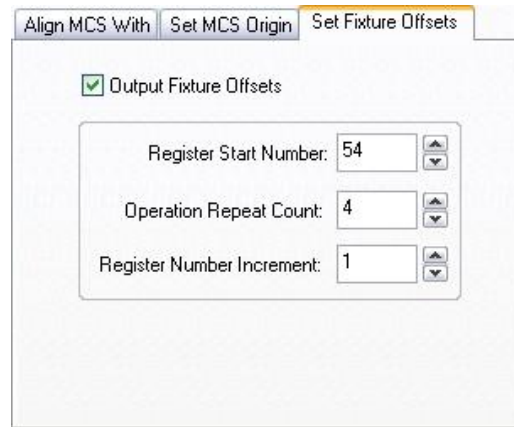 Align MCS With Set MCS Origin Set Fixture Offsets
Output Fixture Offsets
Register Start Number: 54
Operation Repeat Count: 4
Register Number Increment: 1